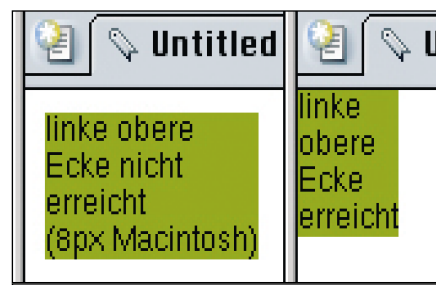 Untitled
linke obere
Ecke nicht
erreicht
(8px Macintosh)
linke
obere
Ecke
erreicht